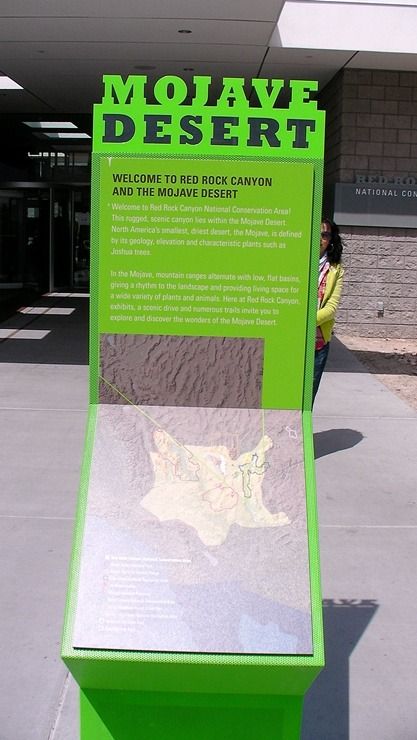 MOJAVE
DESERT
WELCOME TO RED ROCK CANYON
AND THE MOJAVE DESERT
Welcome to Red Rock Canyon National Conservation Area!
This rugged, scenic canyon lies within the Mojave Desert.
North America's smallest, driest desert, the Mojave, is defined
by its geology, elevation and characteristic plants such as
Joshua trees.
In the Mojave, mountain ranges alternate with low, flat basins,
giving a rhythm to the landscape and providing living space for
a wide variety of plants and animals. Here at Red Rock Canyon,
exhibits, a scenic drive and numerous trails invite you to
explore and discover the wonders of the Mojave Desert.
RED RO
NATIONAL CON